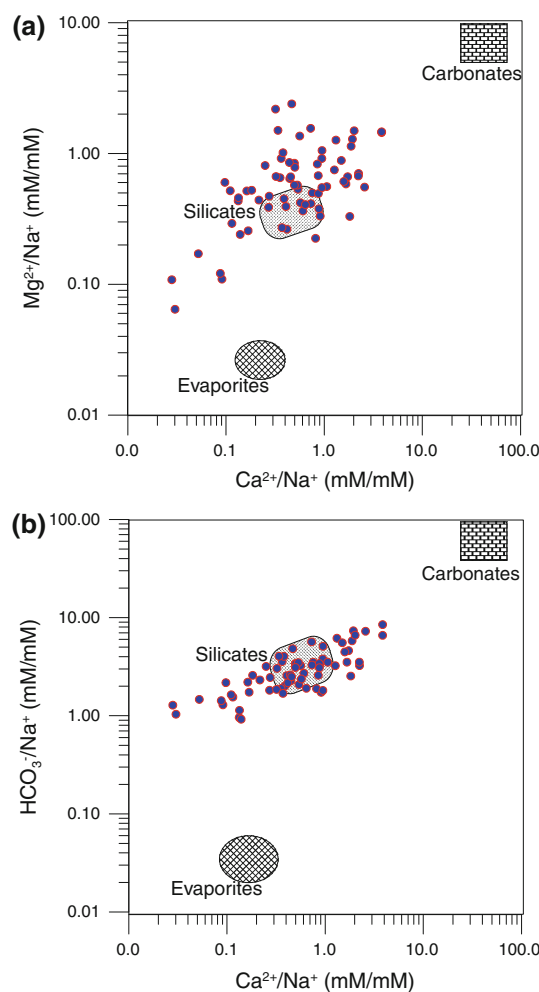 (a)
10.00
1.00
0.10
0.01
Mg²⁺/Na⁺ (mM/mM)
Carbonates
Silicates
Evaporites
0.0 0.1 1.0 10.0 100.0
Ca²⁺/Na⁺ (mM/mM)
(b)
100.00
10.00
1.00
0.10
0.01
HCO₃⁻/Na⁺ (mM/mM)
Carbonates
Silicates
Evaporites
0.0 0.1 1.0 10.0 100.0
Ca²⁺/Na⁺ (mM/mM)